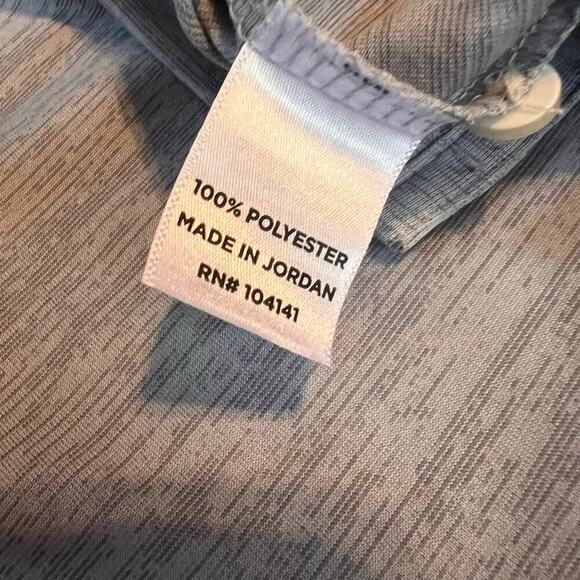 100% POLYESTER
MADE IN JORDAN
RN# 104141